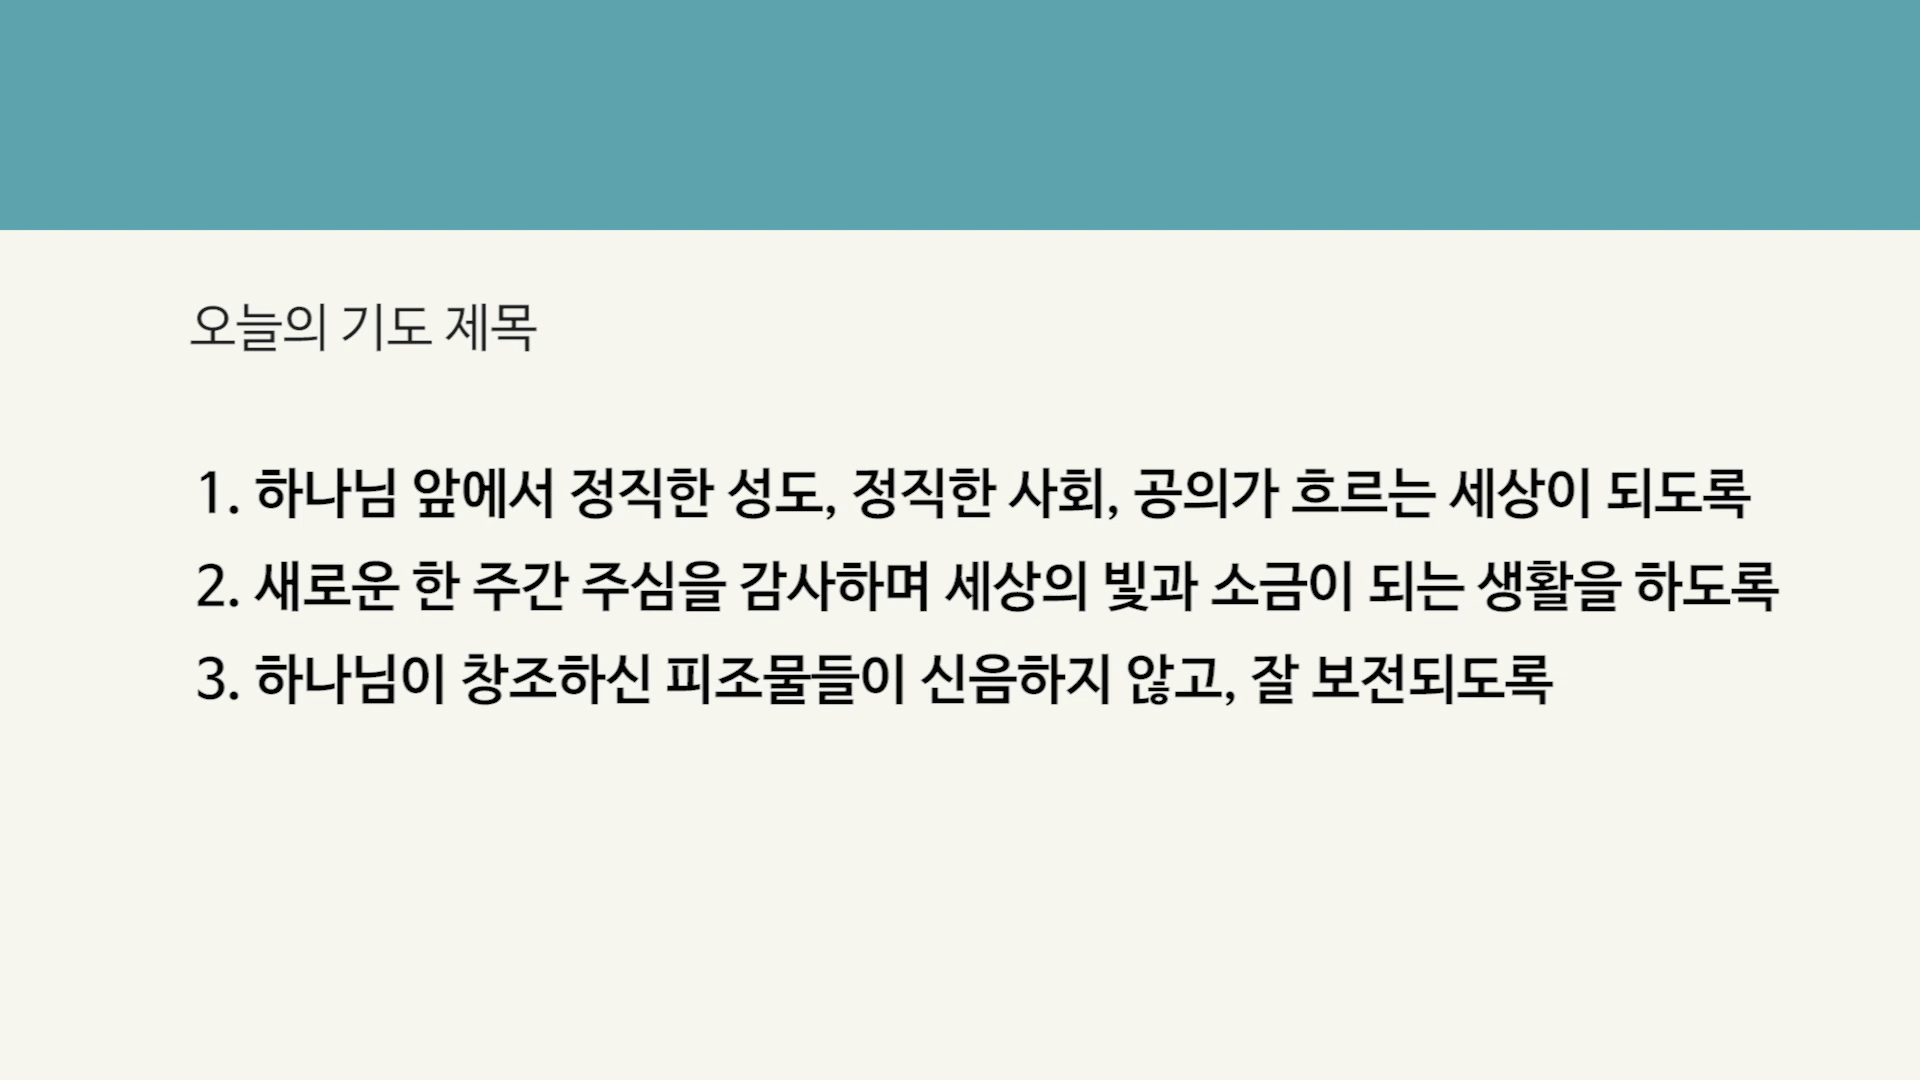 오늘의 기도 제목
1. 하나님 앞에서 정직한 성도, 정직한 사회, 공의가 흐르는 세상이 되도록
2. 새로운 한 주간 주심을 감사하며 세상의 빛과 소금이 되는 생활을 하도록
3. 하나님이 창조하신 피조물들이 신음하지 않고, 잘 보전되도록